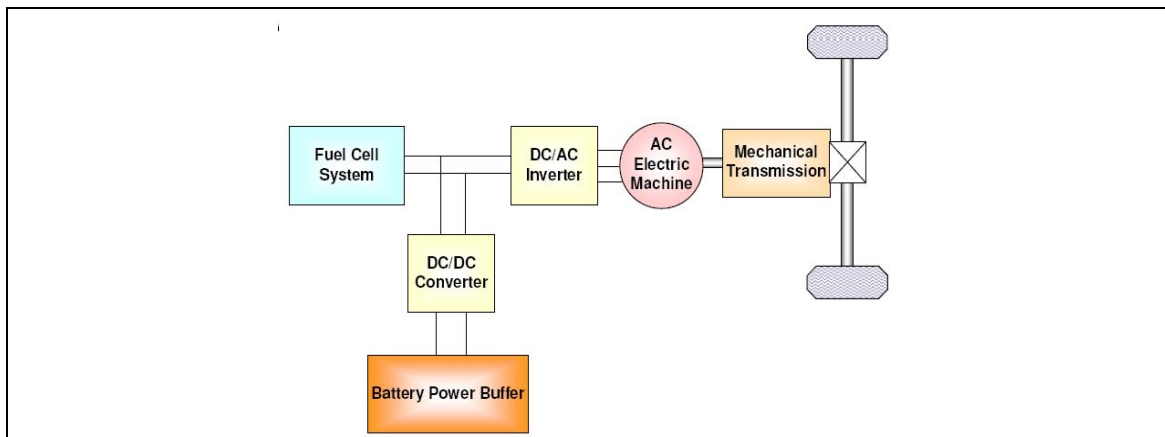 Fuel Cell
System
DC/AC
Inverter
AC
Electric
Machine
Mechanical
Transmission
DC/DC
Converter
Battery Power Buffer